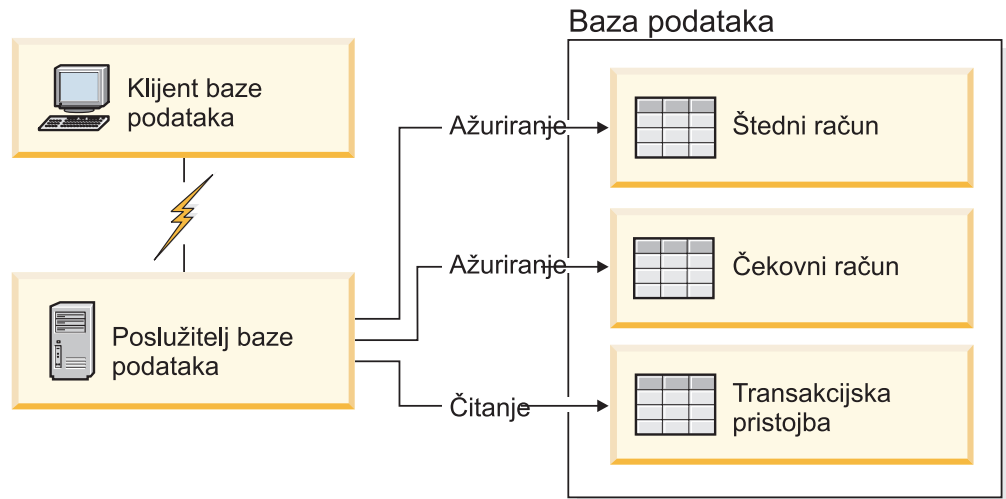 Baza podataka
Klijent baze
podataka
Ažuriranje
Štedni račun
Ažuriranje
Čekovni račun
Poslužitelj baze
podataka
Čitanje
Transakcijska
pristojba